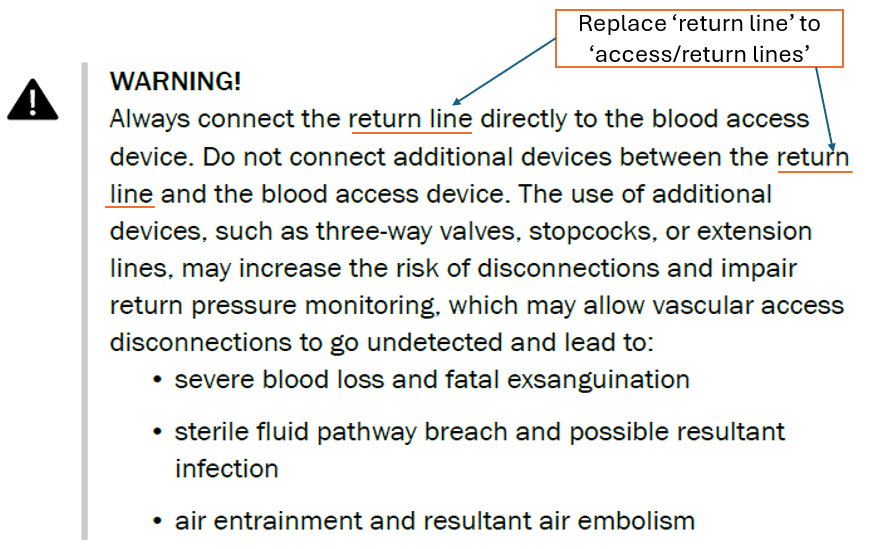 Replace ‘return line’ to
‘access/return lines’
WARNING!
Always connect the return line directly to the blood access
device. Do not connect additional devices between the return
line and the blood access device. The use of additional
devices, such as three-way valves, stopcocks, or extension
lines, may increase the risk of disconnections and impair
return pressure monitoring, which may allow vascular access
disconnections to go undetected and lead to:
• severe blood loss and fatal exsanguination
• sterile fluid pathway breach and possible resultant
infection
• air entrainment and resultant air embolism